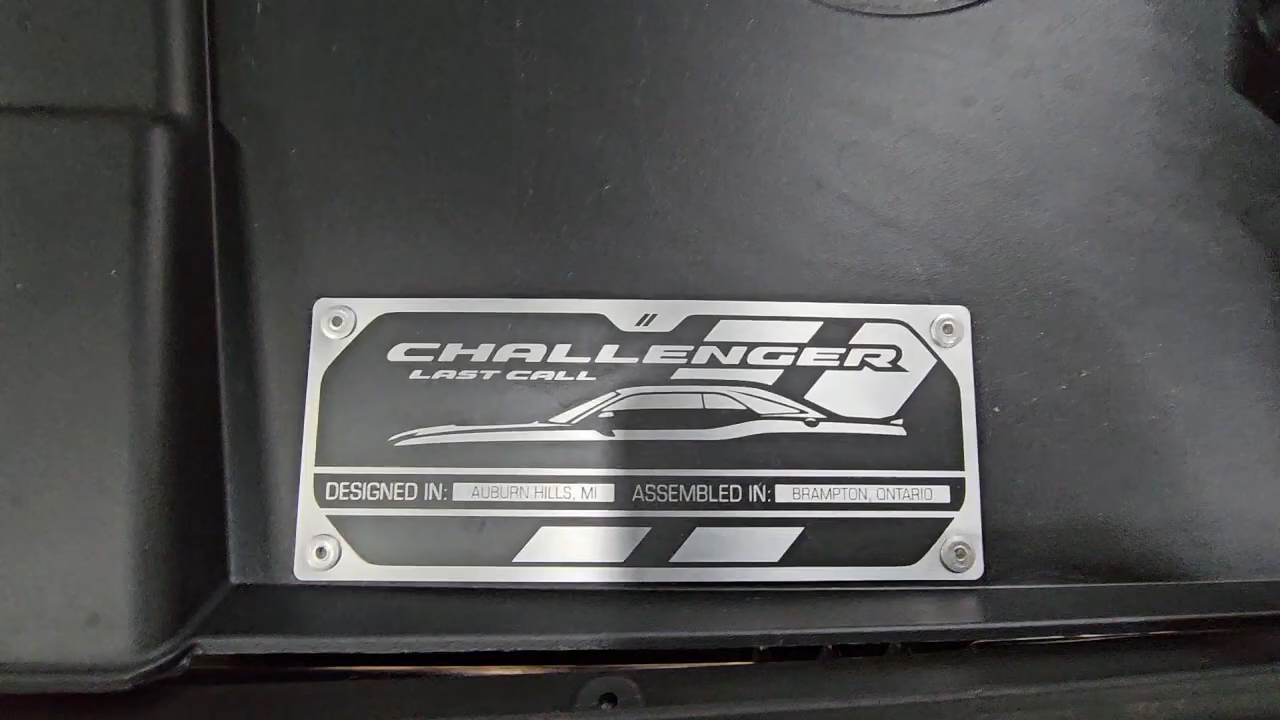 CHALLENGER
LAST CALL
DESIGNED IN: AUBURN HILLS, MI ASSEMBLED IN: BRAMPTON, ONTARIO